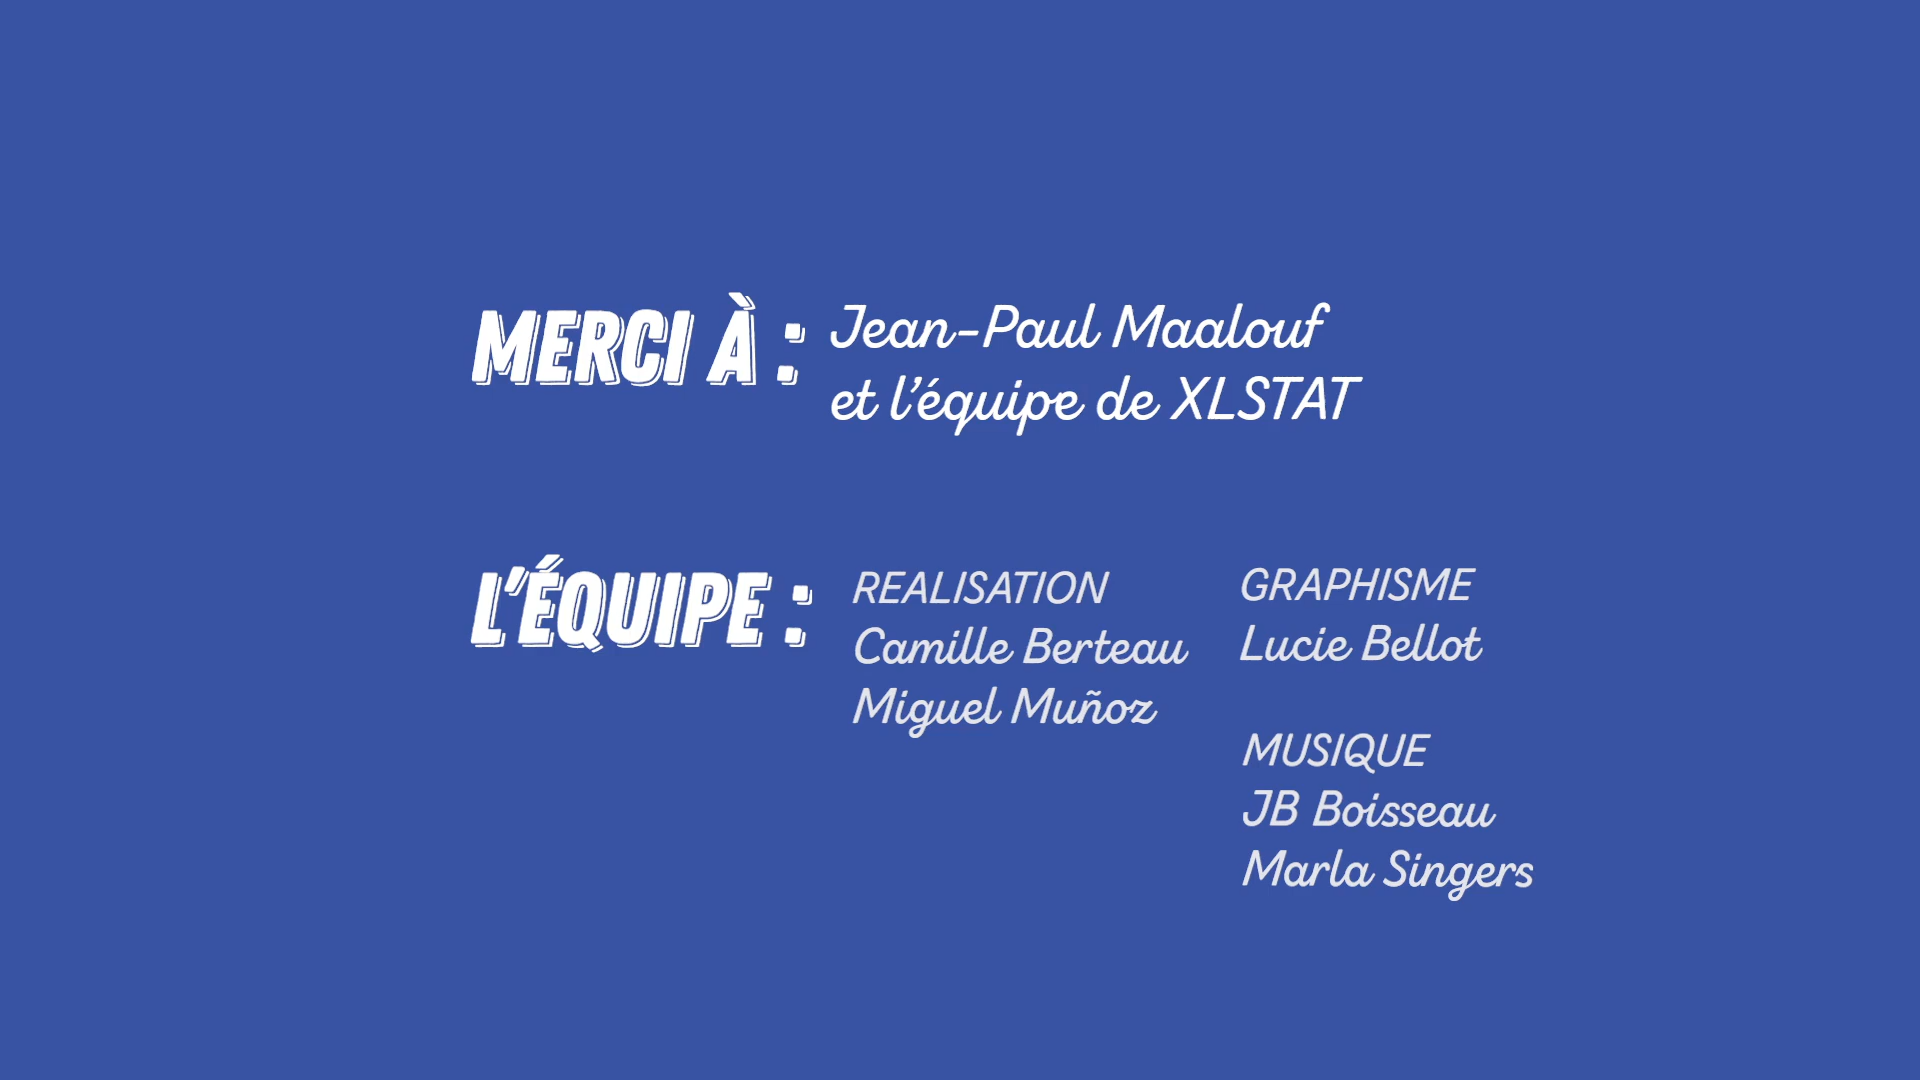 MERCI À :
Jean-Paul Maalouf
et l'équipe de XLSTAT
L'ÉQUIPE :
REALISATION
Camille Berteau
Miguel Muñoz
GRAPHISME
Lucie Bellot
MUSIQUE
JB Boisseau
Marla Singers